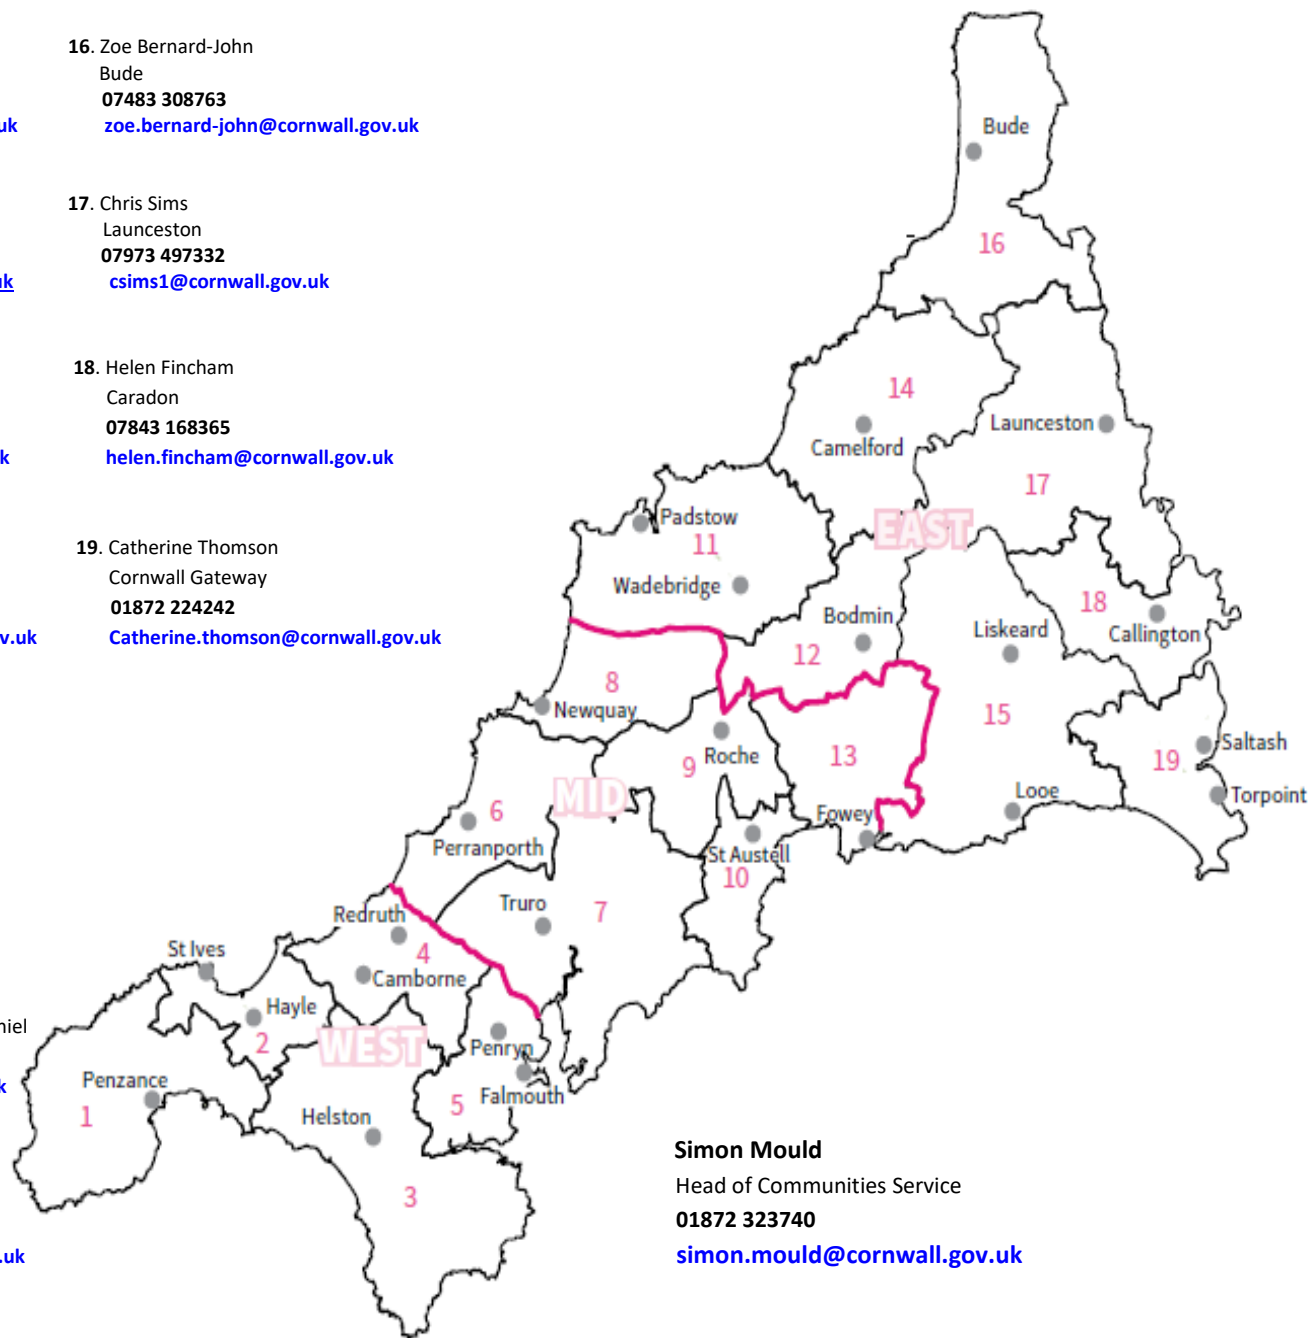 16. Zoe Bernard-John
Bude
07483 308763
zoe.bernard-john@cornwall.gov.uk
uk
17. Chris Sims
Launceston
07973 497332
csims1@cornwall.gov.uk
uk
18. Helen Fincham
Caradon
07843 168365
helen.fincham@cornwall.gov.uk
k
19. Catherine Thomson
Cornwall Gateway
01872 224242
Catherine.thomson@cornwall.gov.uk
v.uk
niel
k
.uk
Bude
16
14
Camelford
Launceston
17
EAST
Padstow
11
Wadebridge
Bodmin
12
18
Callington
Liskeard
15
8
Newquay
Roche
9
13
19
Saltash
Torpoint
Looe
Fowey
MID
6
Perranporth
St Austell
10
Truro
7
Redruth
4
Camborne
St Ives
Hayle
2
WEST
Penryn
Falmouth
5
Penzance
1
Helston
3
Simon Mould
Head of Communities Service
01872 323740
simon.mould@cornwall.gov.uk